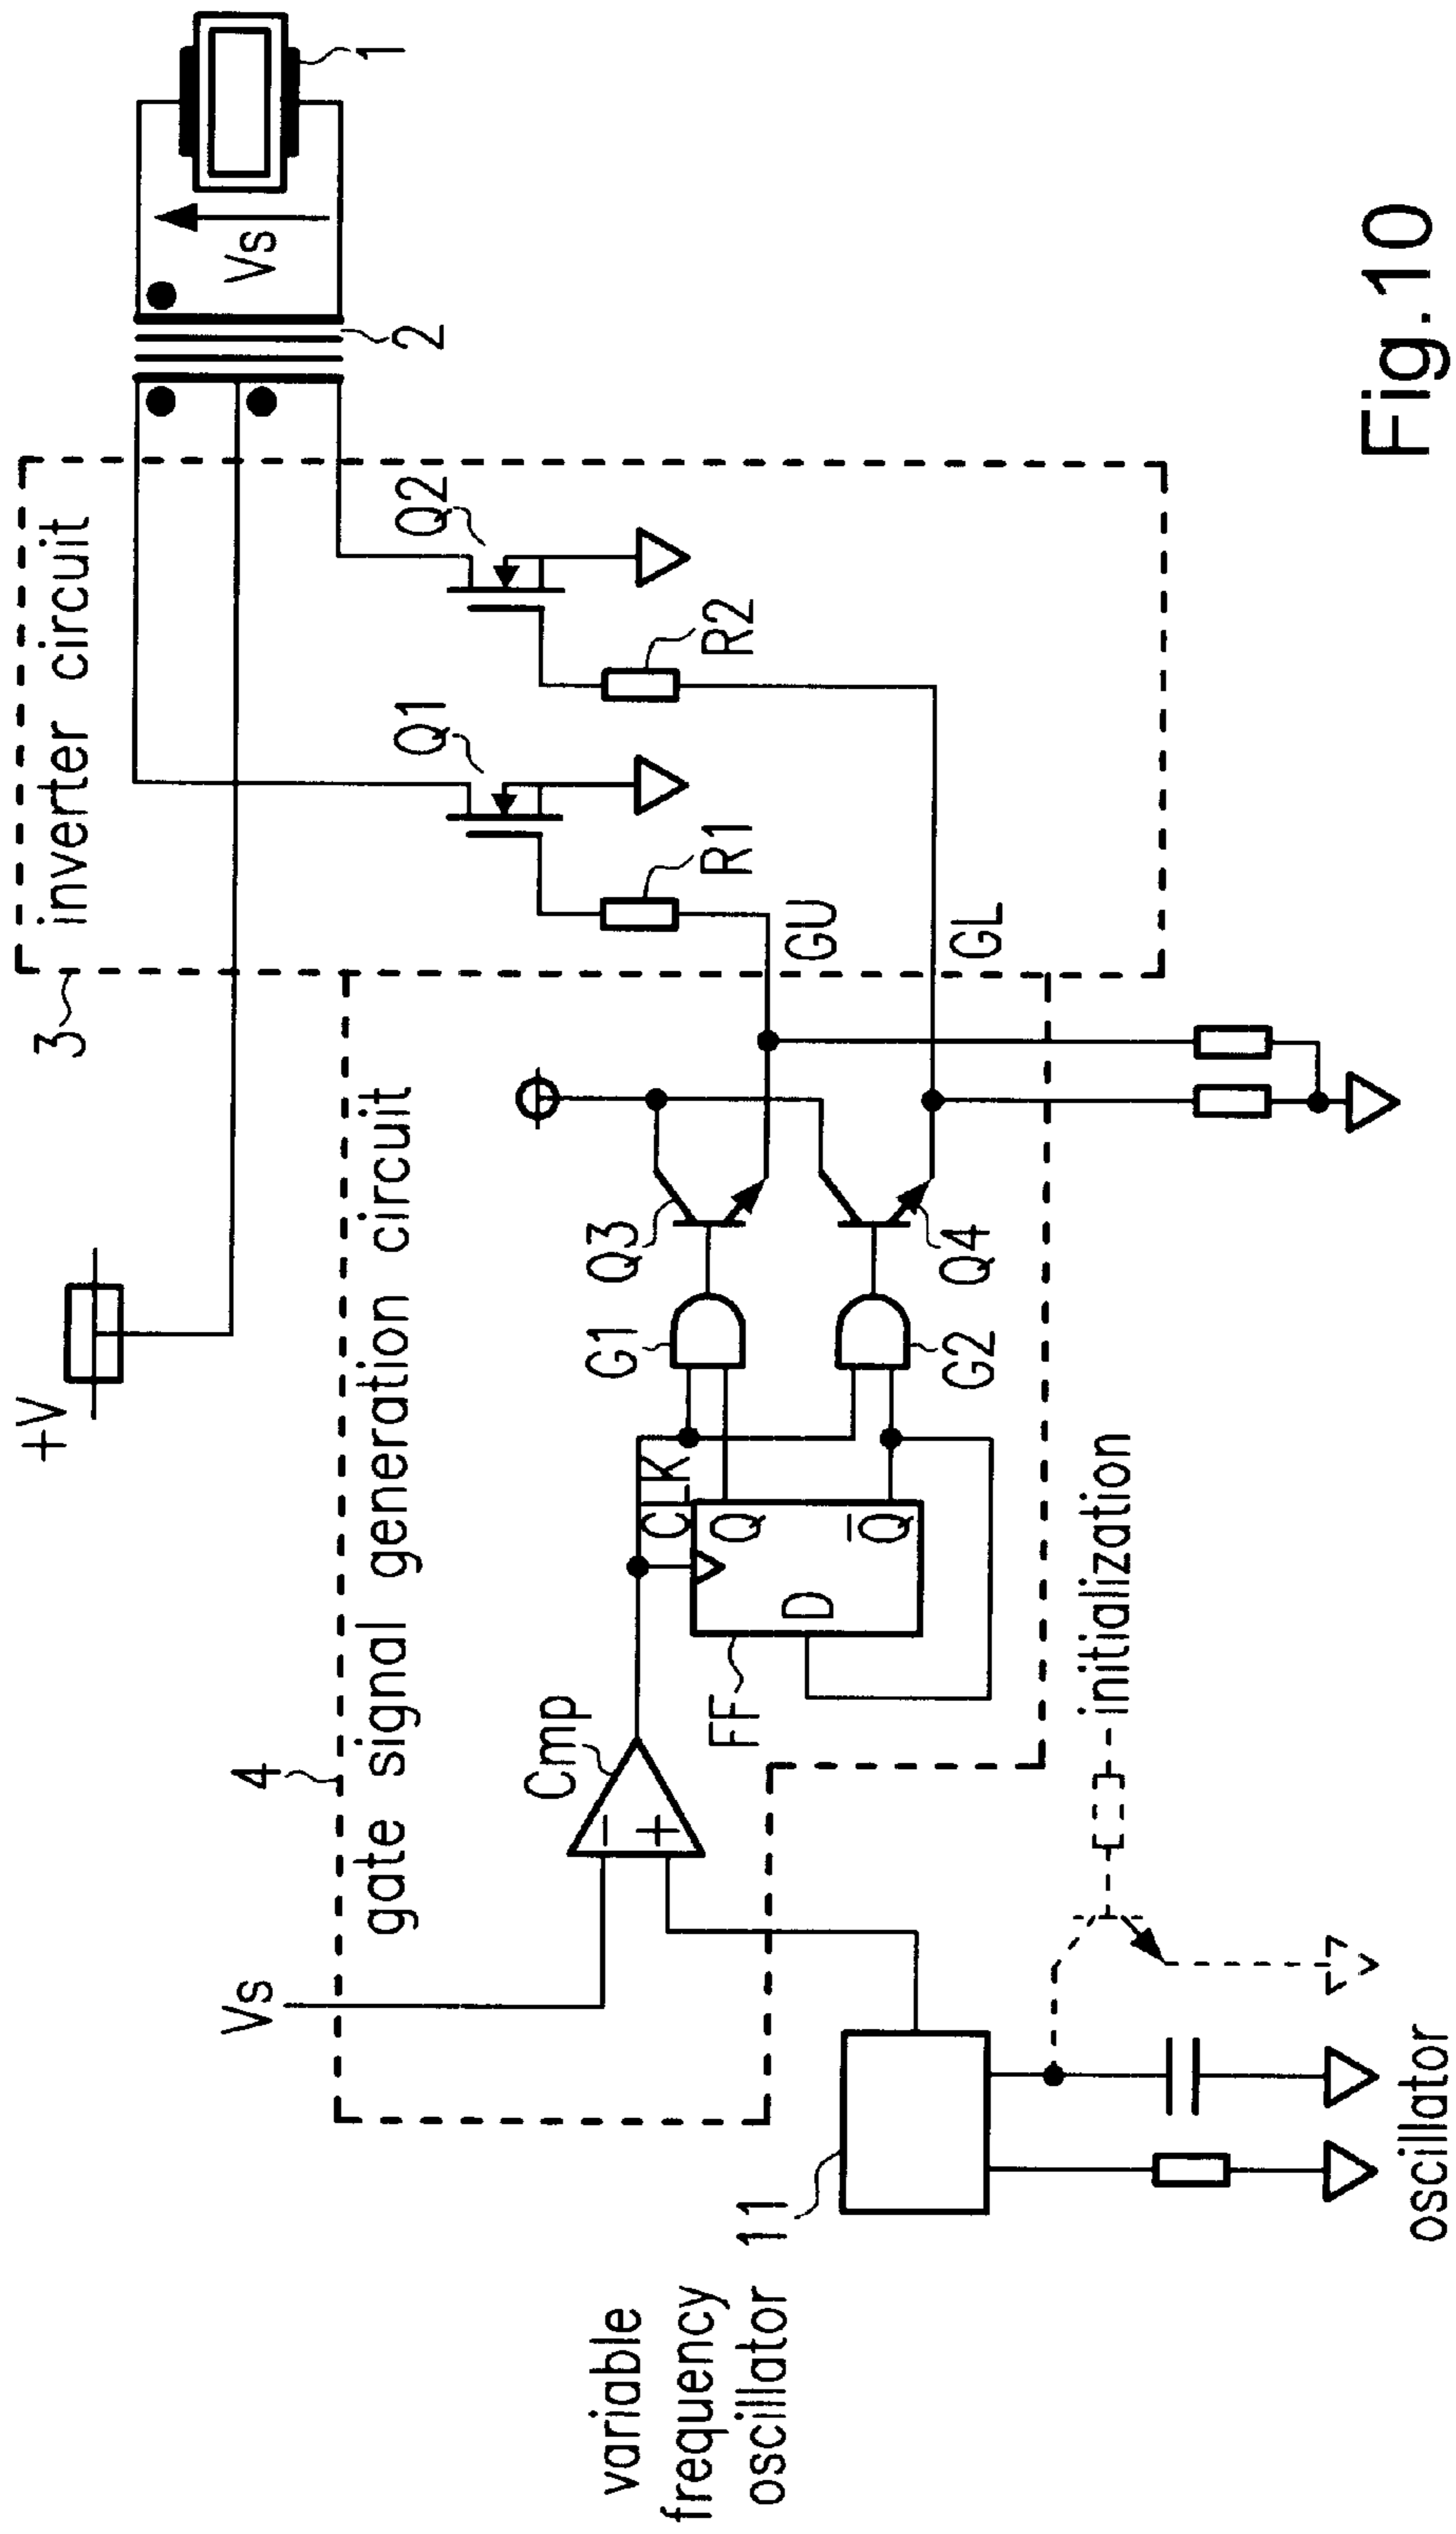 +V
3
inverter circuit
Q1
Q2
R1
R2
GU
GL
2
Vs
1
4
gate signal generation circuit
Vs
Cmp
−
+
CLK
Q
Q̅
D
FF
G1
G2
Q3
Q4
variable
frequency
oscillator
11
initialization
oscillator
Fig.10